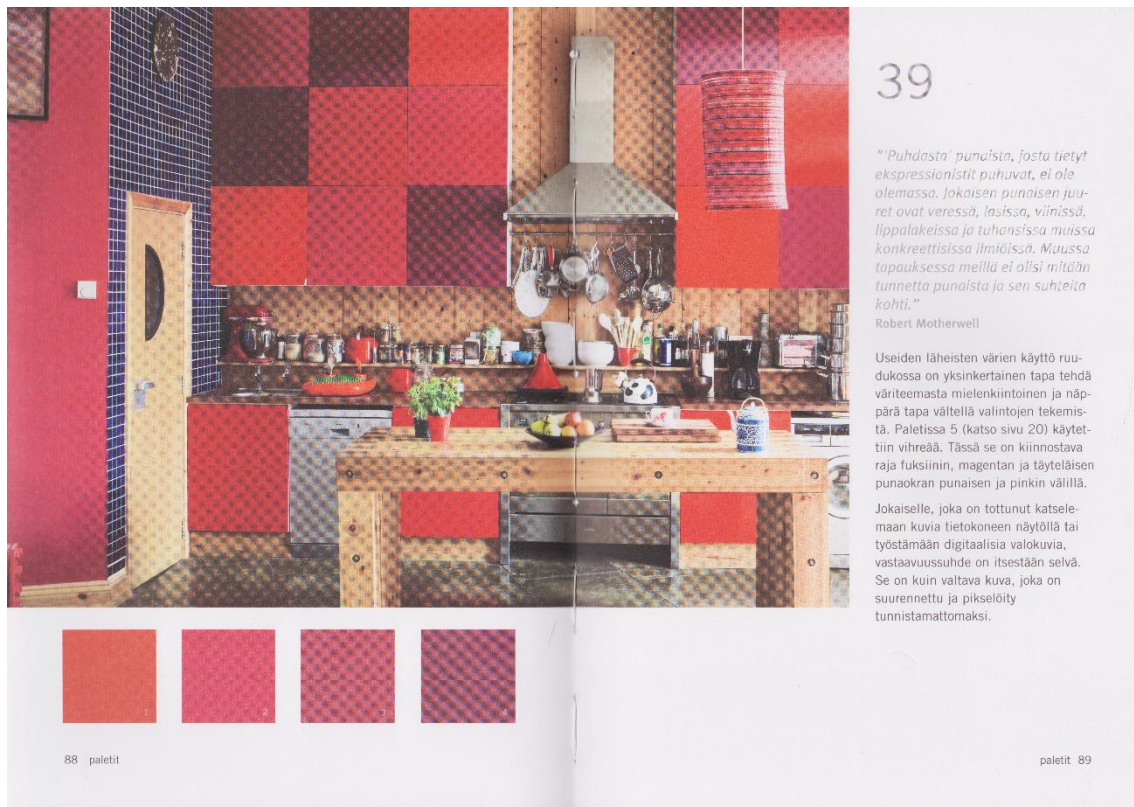 39
"'Puhdasta' punaista, josta tietyt
ekspressionistit puhuvat, ei ole
olemassa. Jokaisen punaisen juu-
ret ovat veressä, lasissa, viinissä,
lippalakeissa ja tuhansissa muissa
konkreettisissa ilmiöissä. Muussa
tapauksessa meillä ei olisi mitään
tunnetta punaista ja sen suhteita
kohti."
Robert Motherwell
Useiden läheisten värien käyttö ruu-
dukossa on yksinkertainen tapa tehdä
väriteemasta mielenkiintoinen ja näp-
pärä tapa vältellä valintojen tekemis-
tä. Paletissa 5 (katso sivu 20) käytet-
tiin vihreää. Tässä se on kiinnostava
raja fuksiinin, magentan ja täyteläisen
punaokran punaisen ja pinkin välillä.
Jokaiselle, joka on tottunut katsele-
maan kuvia tietokoneen näytöllä tai
työstämään digitaalisia valokuvia,
vastaavuussuhde on itsestään selvä.
Se on kuin valtava kuva, joka on
suurennettu ja pikselöity
tunnistamattomaksi.
1
2
3
4
88 paletit
paletit 89